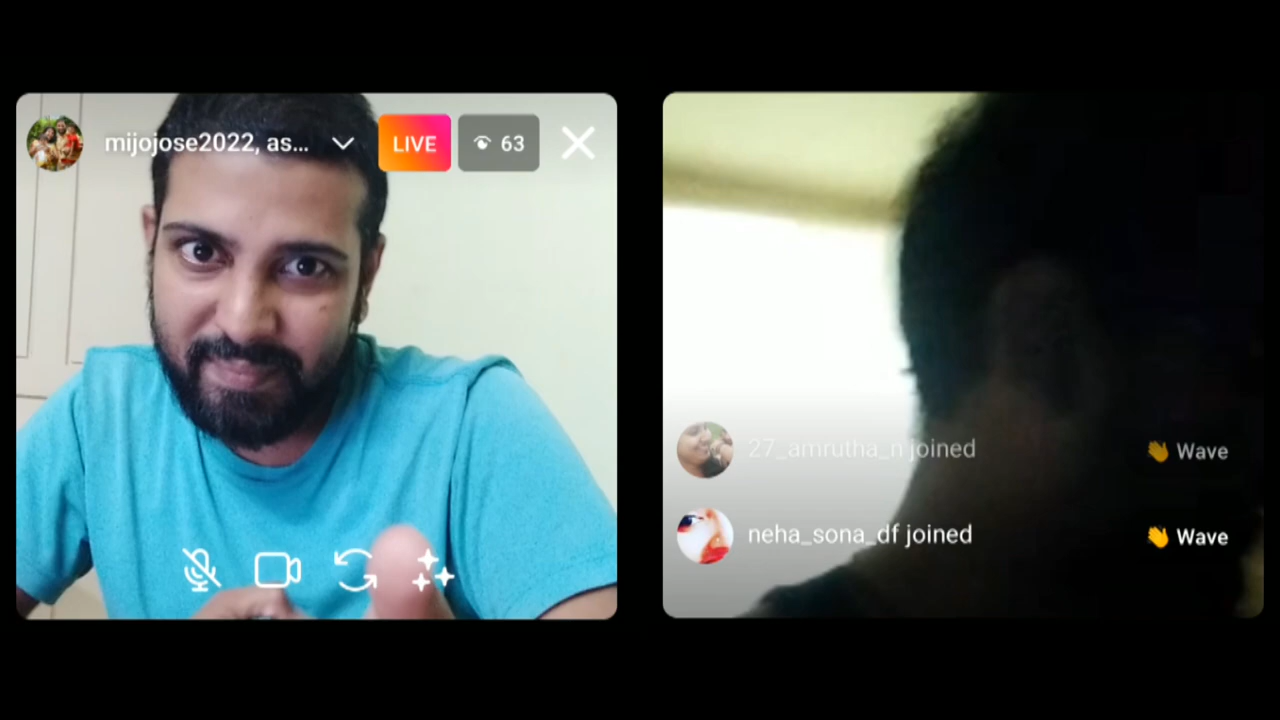 mijojose2022, as...
LIVE
63
27_amrutha_n joined
Wave
neha_sona_df joined
Wave